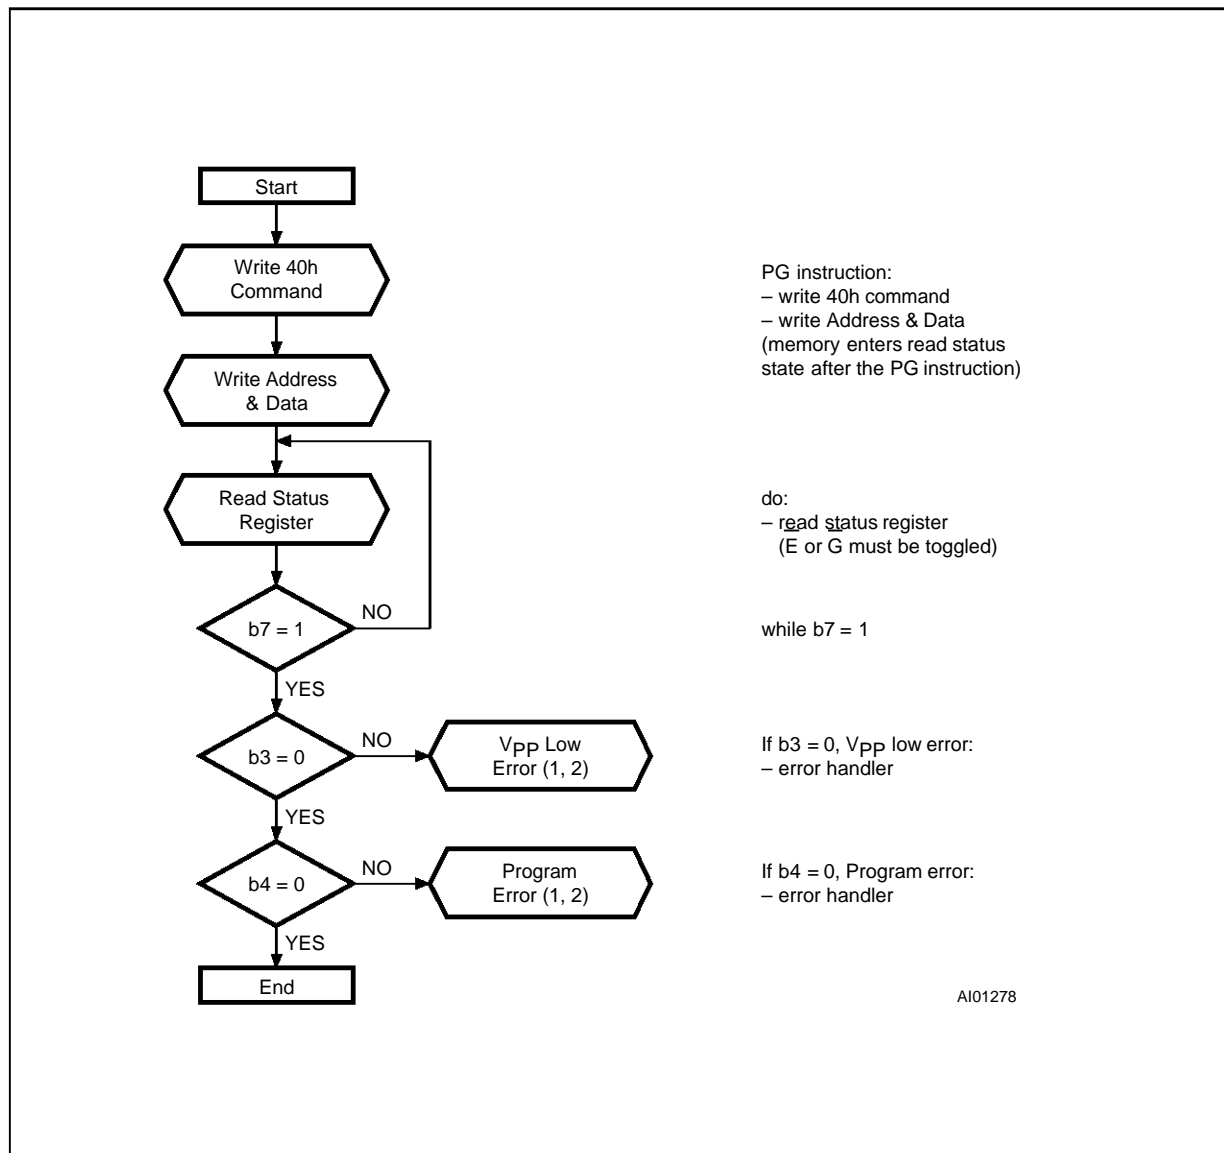 Start
Write 40h
Command
PG instruction:
– write 40h command
– write Address & Data
(memory enters read status
state after the PG instruction)
Write Address
& Data
Read Status
Register
do:
– read status register
(E̅ or G̅ must be toggled)
b7 = 1
NO
while b7 = 1
YES
b3 = 0
NO
VPP Low
Error (1, 2)
If b3 = 0, VPP low error:
– error handler
YES
b4 = 0
NO
Program
Error (1, 2)
If b4 = 0, Program error:
– error handler
YES
End
AI01278